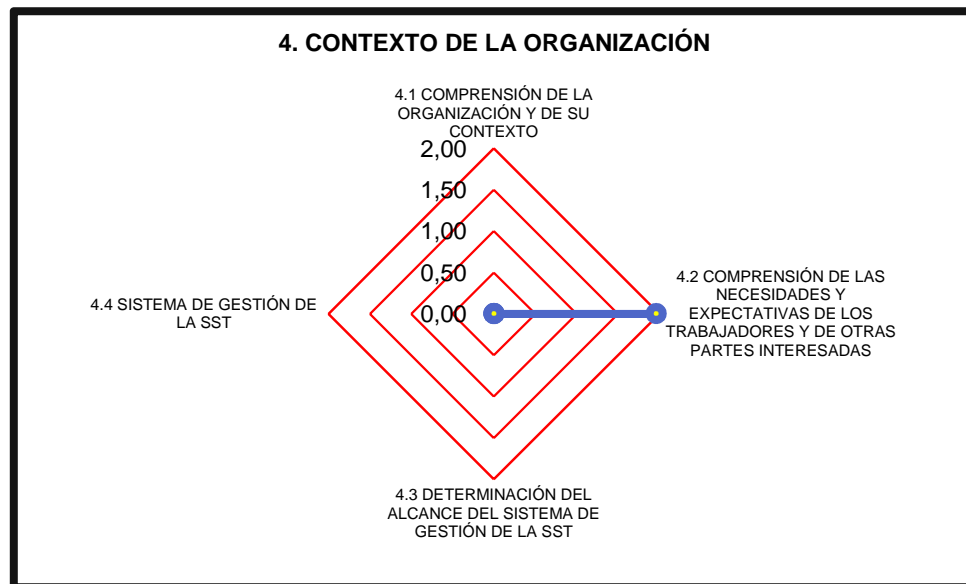 4. CONTEXTO DE LA ORGANIZACIÓN
4.1 COMPRENSIÓN DE LA
ORGANIZACIÓN Y DE SU
CONTEXTO
2,00
1,50
1,00
0,50
0,00
4.2 COMPRENSIÓN DE LAS
NECESIDADES Y
EXPECTATIVAS DE LOS
TRABAJADORES Y DE OTRAS
PARTES INTERESADAS
4.4 SISTEMA DE GESTIÓN DE
LA SST
4.3 DETERMINACIÓN DEL
ALCANCE DEL SISTEMA DE
GESTIÓN DE LA SST